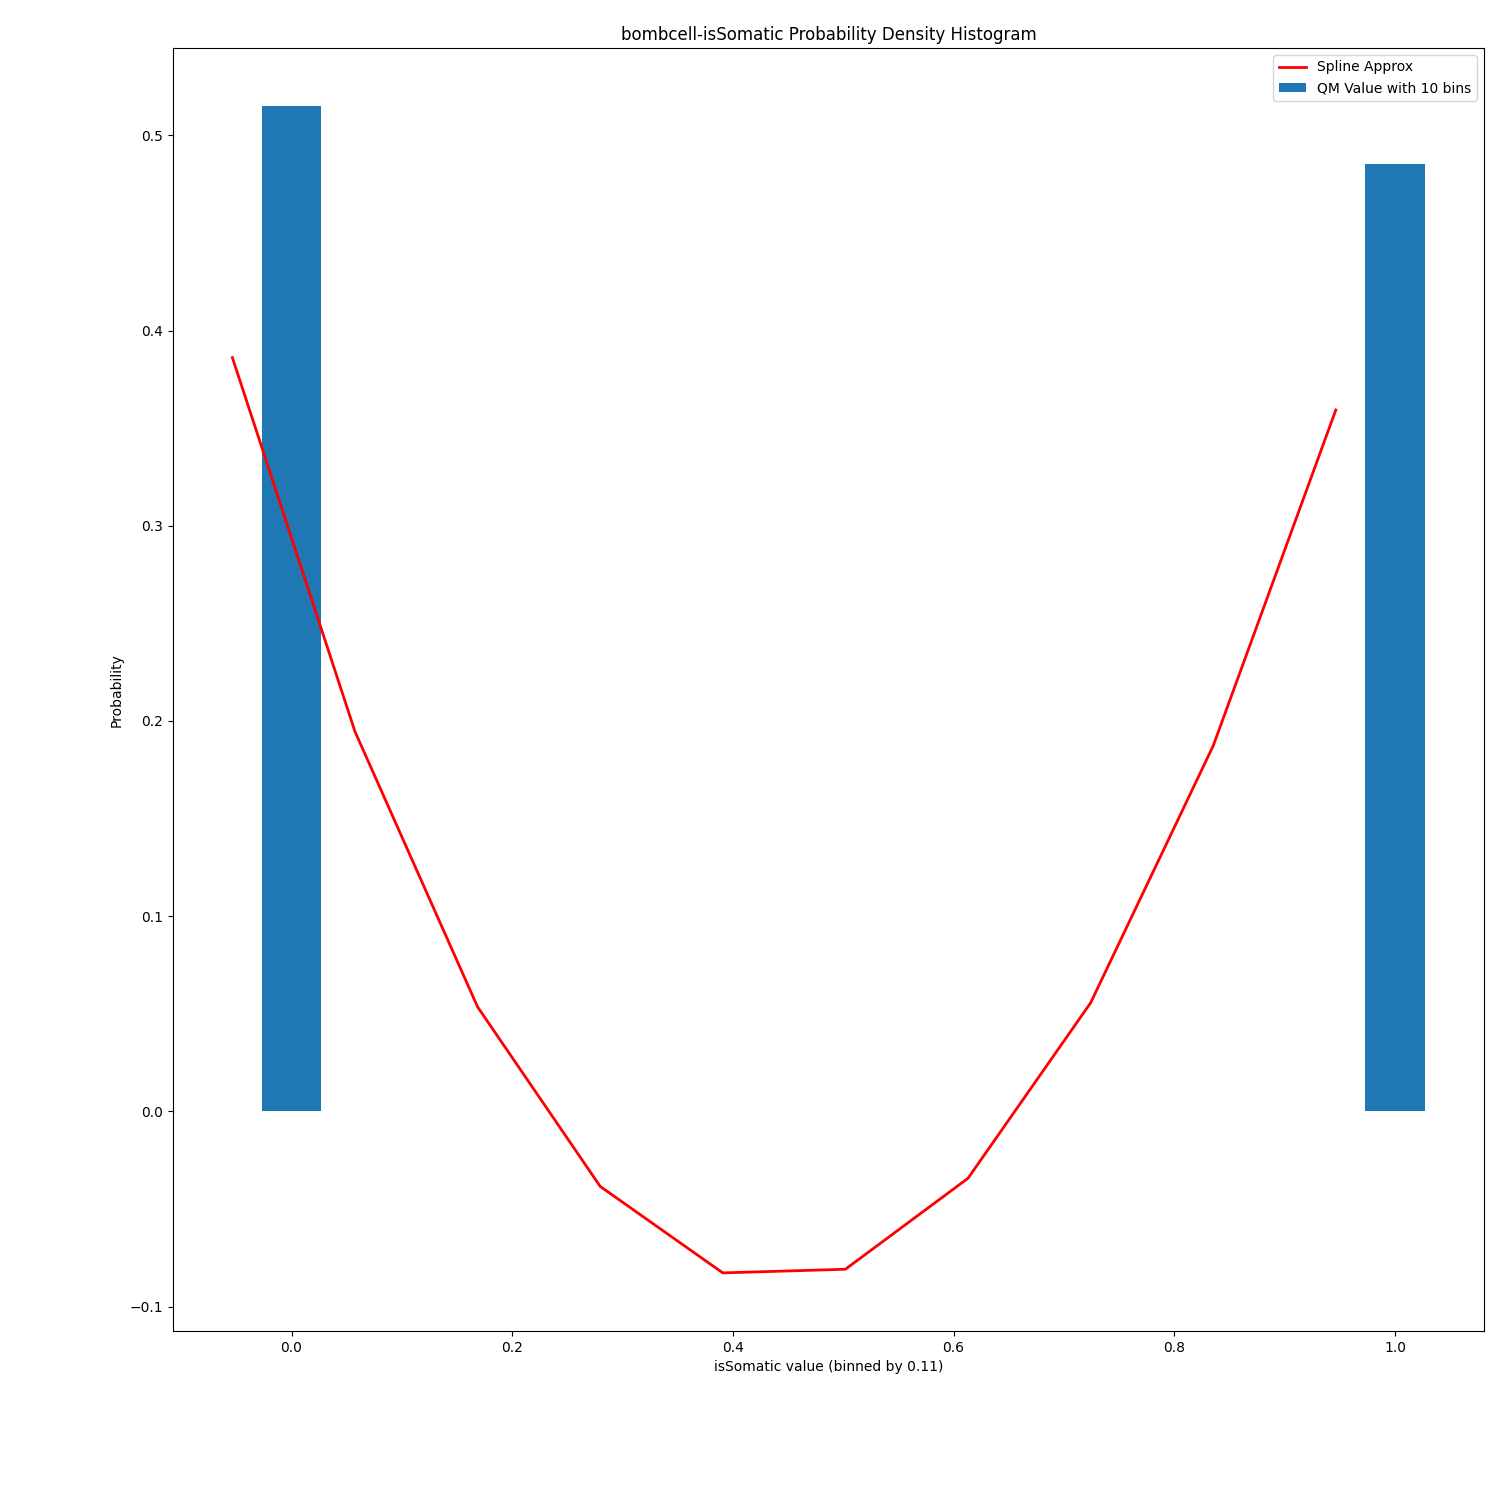 bombcell-isSomatic Probability Density Histogram
Spline Approx
QM Value with 10 bins
0.5
0.4
0.3
0.2
0.1
0.0
−0.1
Probability
0.0 0.2 0.4 0.6 0.8 1.0
isSomatic value (binned by 0.11)